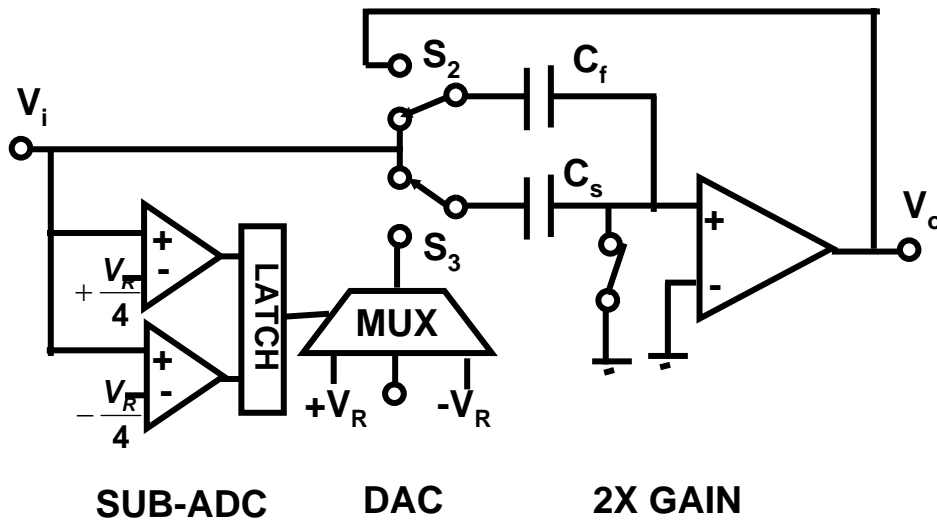 S2
Cf
Vi
Cs
Vo
+
-
+ VR/4
+
-
- VR/4
LATCH
S3
MUX
+VR
-VR
+
-
SUB-ADC
DAC
2X GAIN